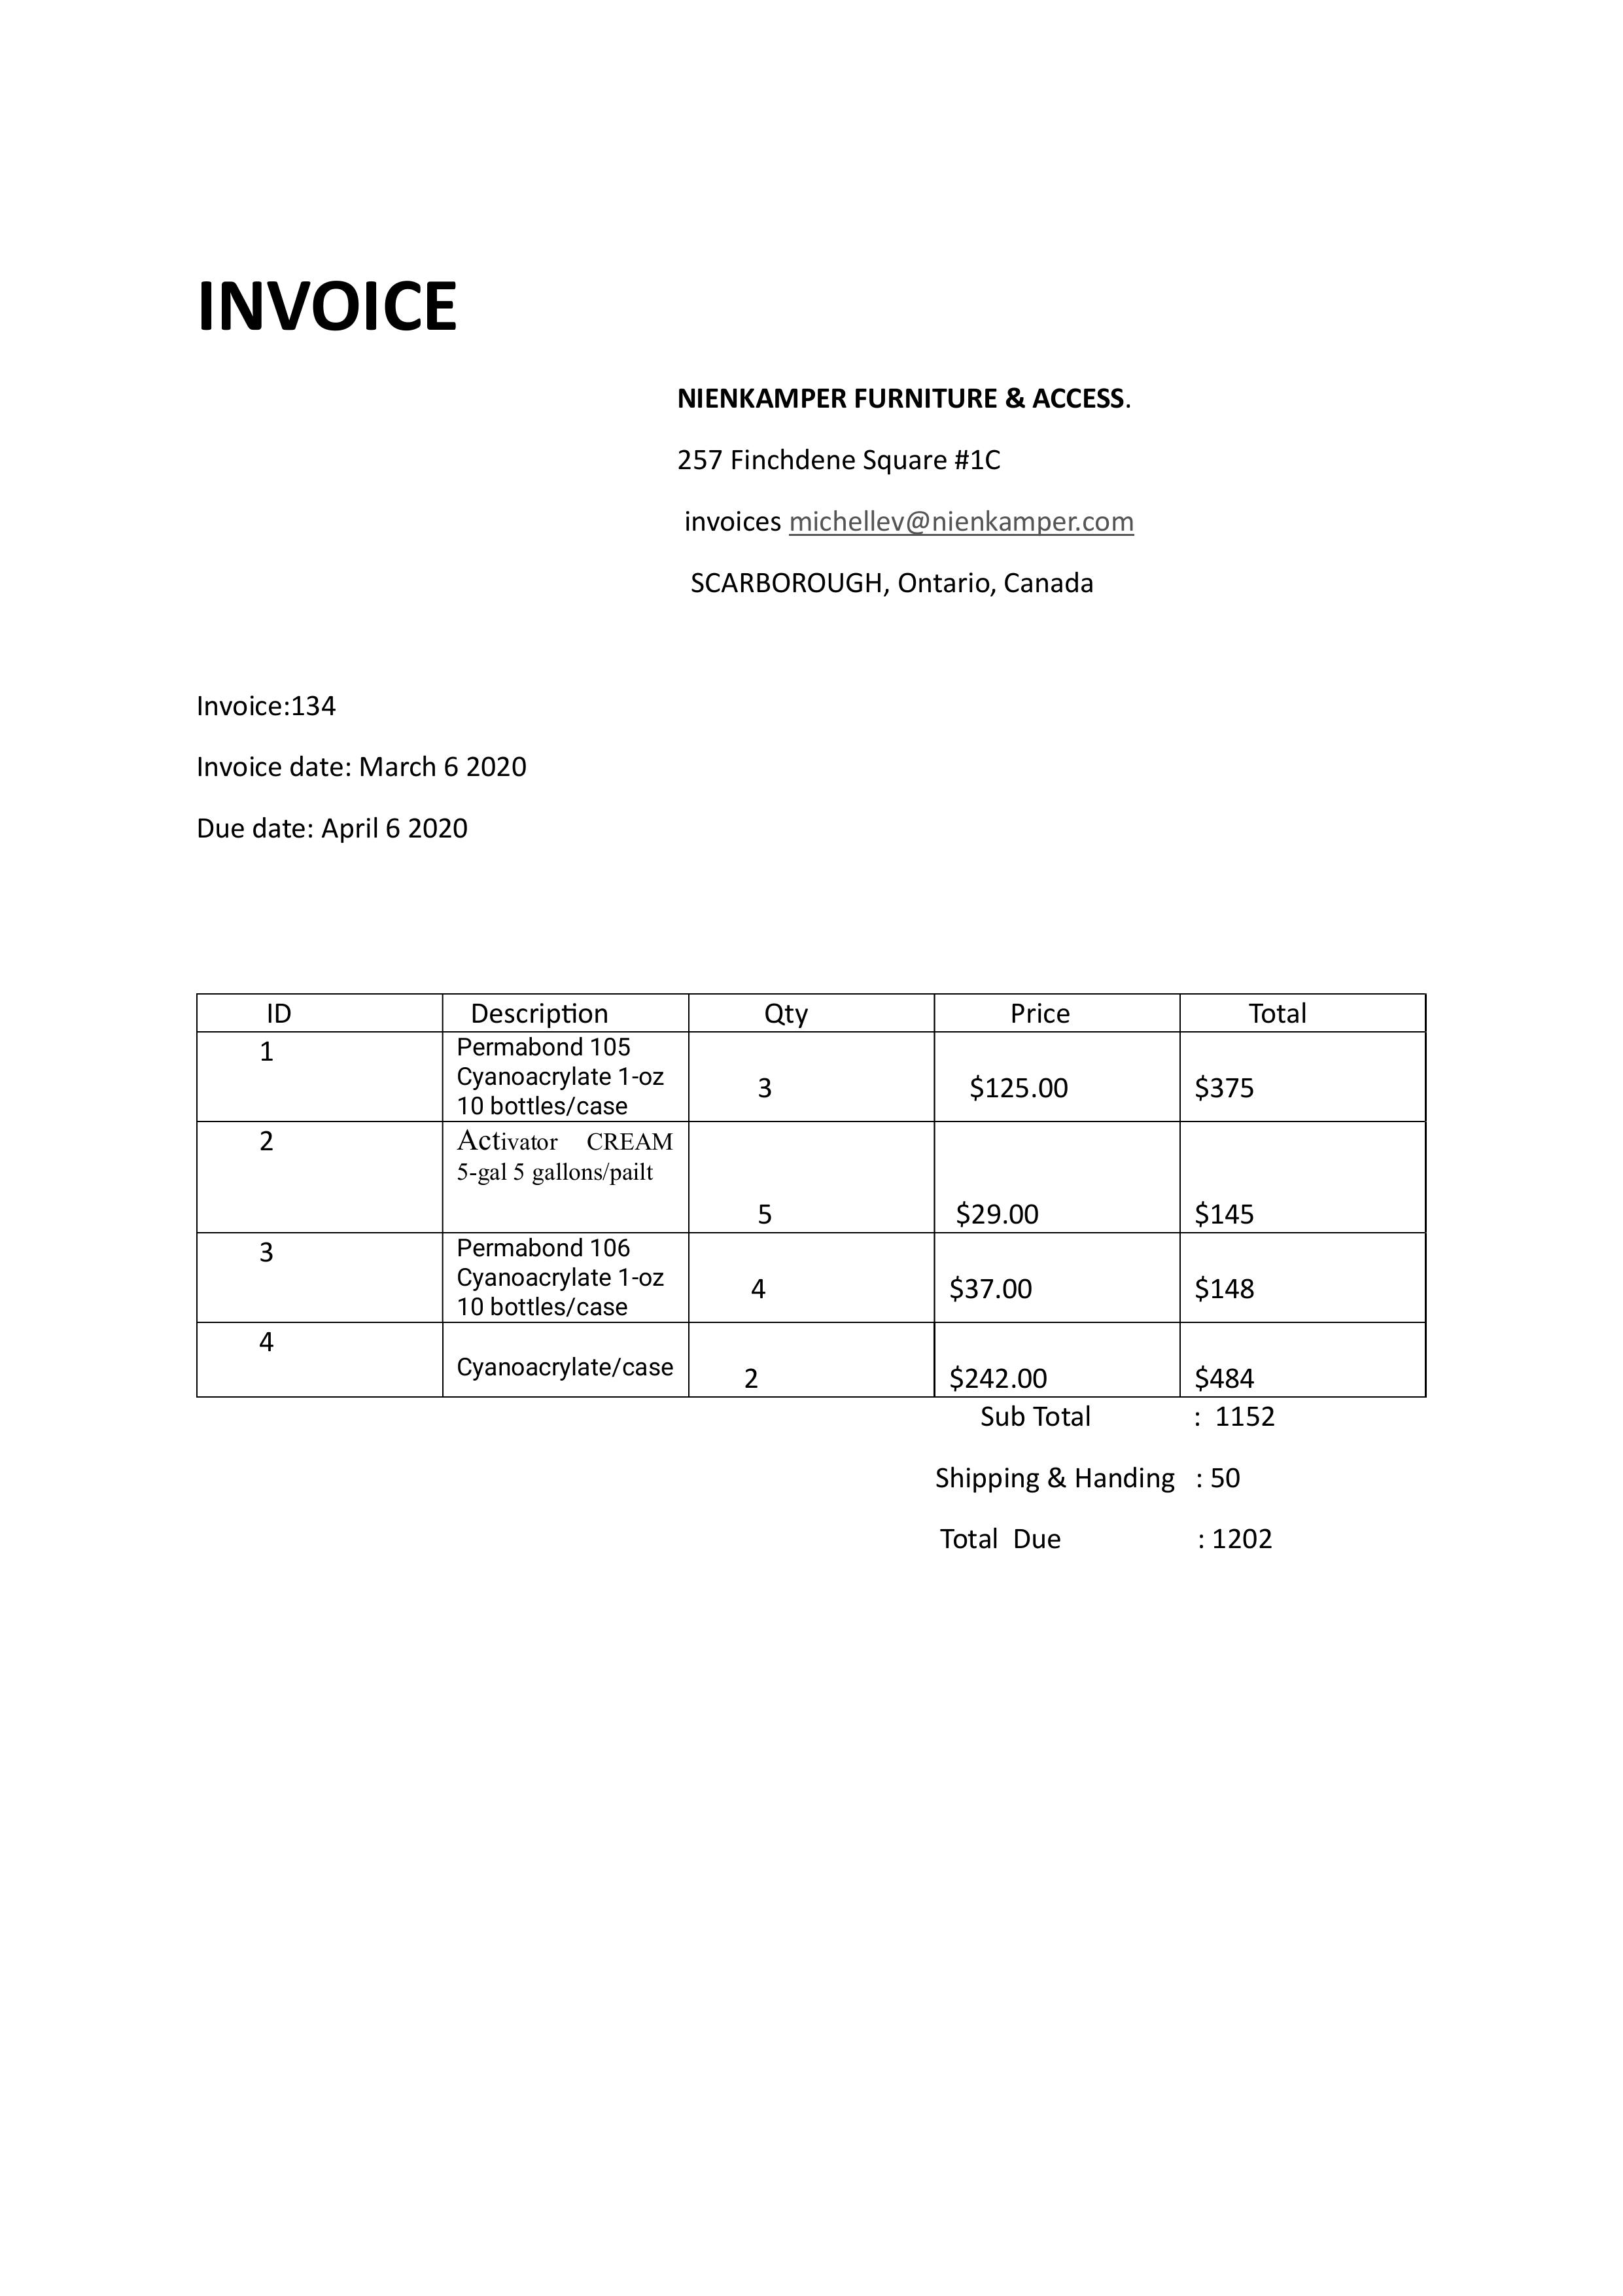 INVOICE
NIENKAMPER FURNITURE & ACCESS.
257 Finchdene Square #1C
invoices michellev@nienkamper.com
SCARBOROUGH, Ontario, Canada
Invoice:134
Invoice date: March 6 2020
Due date: April 6 2020
ID Description Qty Price Total
1 Permabond 105
Cyanoacrylate 1-oz
10 bottles/case
3 $125.00 $375
2 Activator CREAM
5-gal 5 gallons/pailt
5 $29.00 $145
3 Permabond 106
Cyanoacrylate 1-oz
10 bottles/case
4 $37.00 $148
4
Cyanoacrylate/case
2 $242.00 $484
Sub Total : 1152
Shipping & Handing : 50
Total Due : 1202